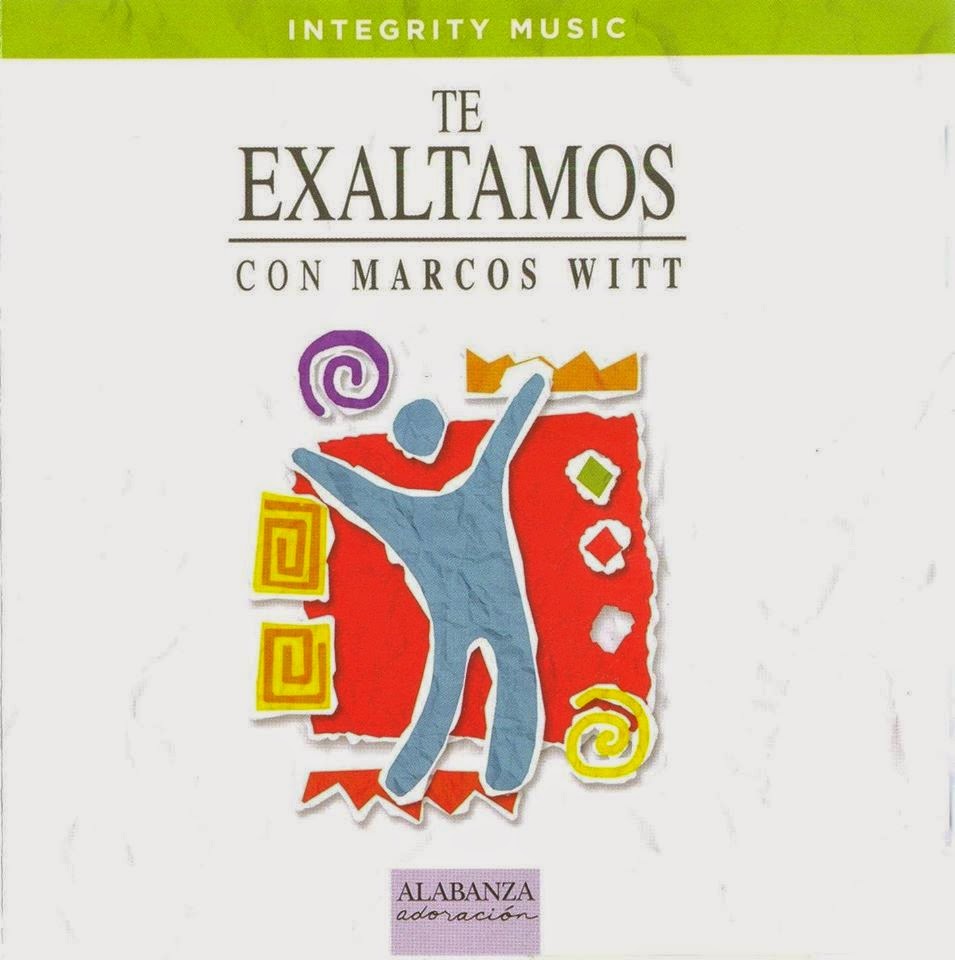 INTEGRITY MUSIC
TE
EXALTAMOS
CON MARCOS WITT
ALABANZA
adoración